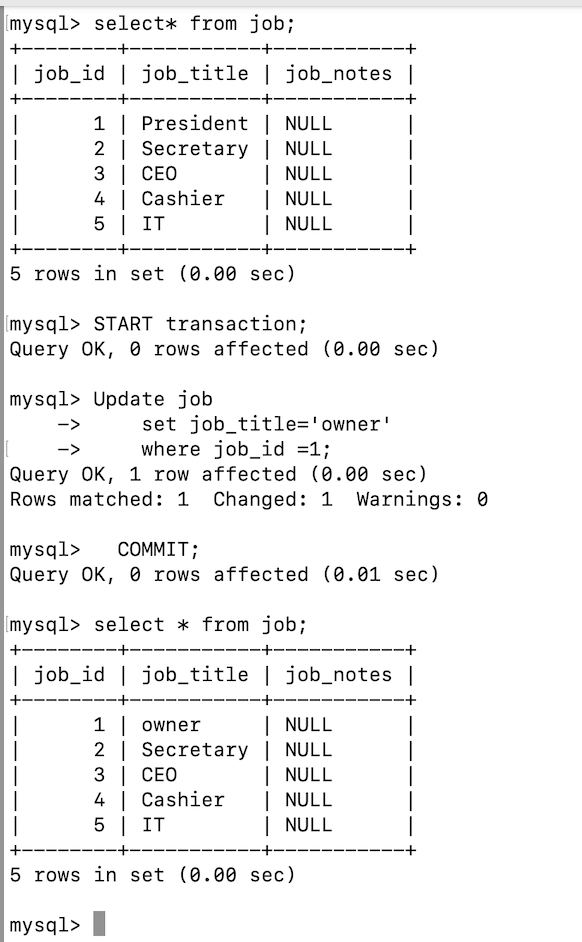 mysql> select* from job;
+--------+-----------+-----------+
| job_id | job_title | job_notes |
+--------+-----------+-----------+
|      1 | President | NULL      |
|      2 | Secretary | NULL      |
|      3 | CEO       | NULL      |
|      4 | Cashier   | NULL      |
|      5 | IT        | NULL      |
+--------+-----------+-----------+
5 rows in set (0.00 sec)
mysql> START transaction;
Query OK, 0 rows affected (0.00 sec)
mysql> Update job
    ->     set job_title='owner'
    ->     where job_id =1;
Query OK, 1 row affected (0.00 sec)
Rows matched: 1  Changed: 1  Warnings: 0
mysql>   COMMIT;
Query OK, 0 rows affected (0.01 sec)
mysql> select * from job;
+--------+-----------+-----------+
| job_id | job_title | job_notes |
+--------+-----------+-----------+
|      1 | owner     | NULL      |
|      2 | Secretary | NULL      |
|      3 | CEO       | NULL      |
|      4 | Cashier   | NULL      |
|      5 | IT        | NULL      |
+--------+-----------+-----------+
5 rows in set (0.00 sec)
mysql>